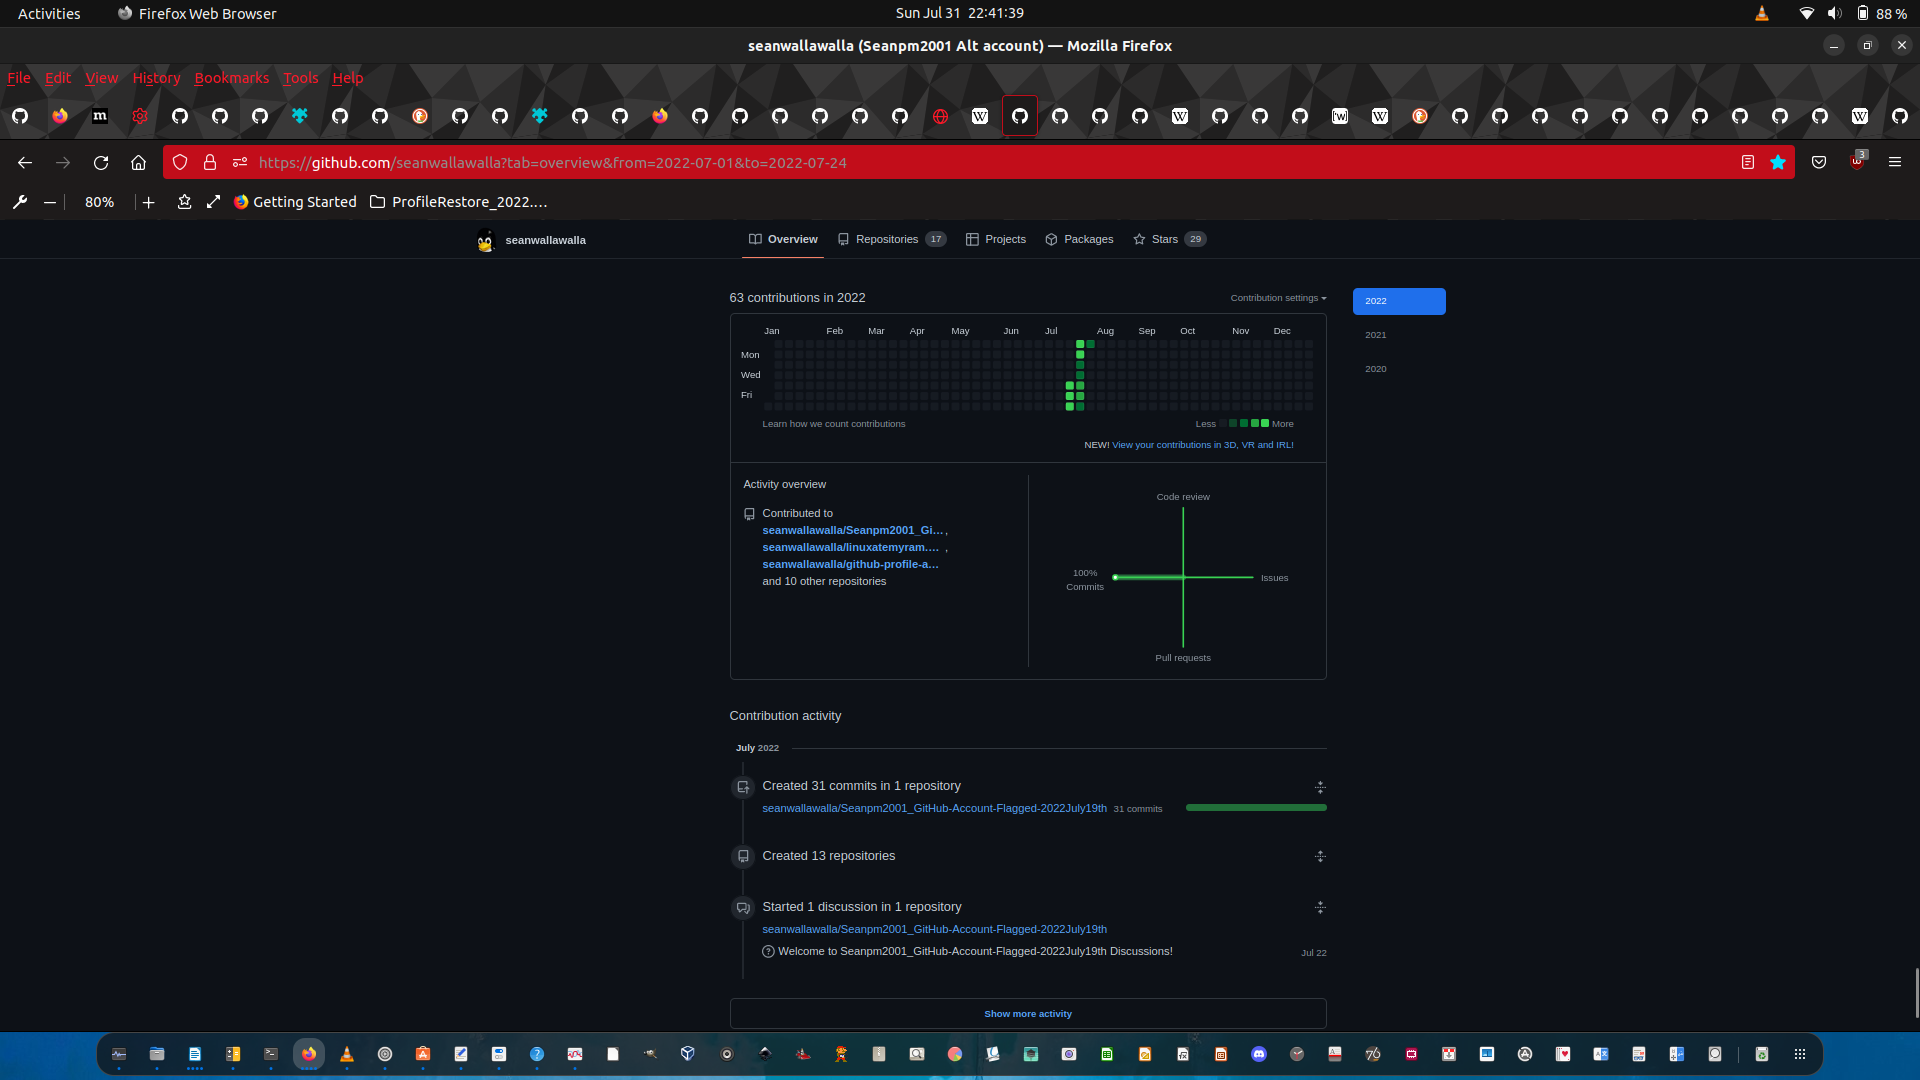 Activities Firefox Web Browser Sun Jul 31 22:41:39 88 %
seanwallawalla (Seanpm2001 Alt account) — Mozilla Firefox
File Edit View History Bookmarks Tools Help
https://github.com/seanwallawalla?tab=overview&from=2022-07-01&to=2022-07-24 3
80% Getting Started ProfileRestore_2022....
seanwallawalla Overview Repositories 17 Projects Packages Stars 29
63 contributions in 2022 Contribution settings 2022
Jan Feb Mar Apr May Jun Jul Aug Sep Oct Nov Dec 2021
Mon
Wed 2020
Fri
Learn how we count contributions Less More
NEW! View your contributions in 3D, VR and IRL!
Activity overview
Code review
Contributed to
seanwallawalla/Seanpm2001_Gi... ,
seanwallawalla/linuxatemyram.... ,
seanwallawalla/github-profile-a...
and 10 other repositories
100%
Commits
Issues
Pull requests
Contribution activity
July 2022
Created 31 commits in 1 repository
seanwallawalla/Seanpm2001_GitHub-Account-Flagged-2022July19th 31 commits
Created 13 repositories
Started 1 discussion in 1 repository
seanwallawalla/Seanpm2001_GitHub-Account-Flagged-2022July19th
Welcome to Seanpm2001_GitHub-Account-Flagged-2022July19th Discussions! Jul 22
Show more activity